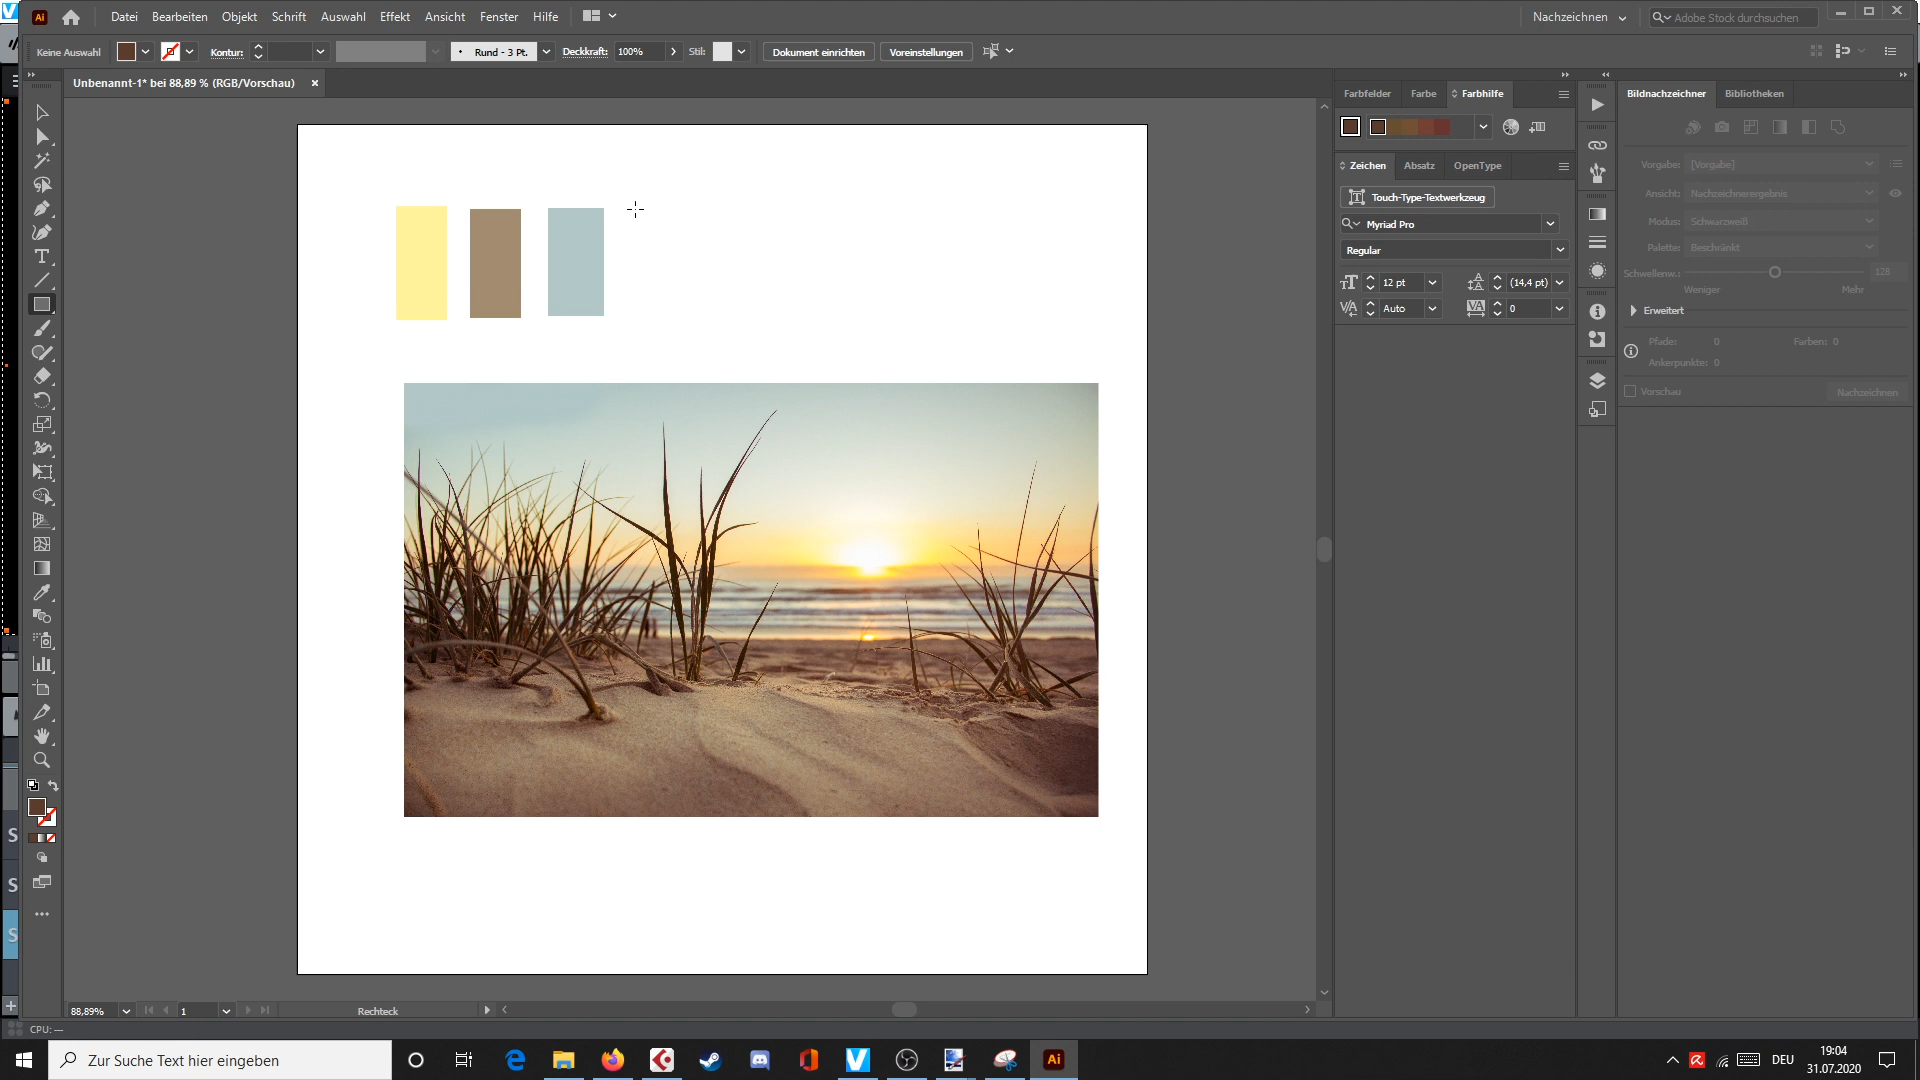 Ai
Datei Bearbeiten Objekt Schrift Auswahl Effekt Ansicht Fenster Hilfe
Nachzeichnen
Adobe Stock durchsuchen
Keine Auswahl
Kontur:
Rund - 3 Pt.
Deckkraft: 100%
Stil:
Dokument einrichten
Voreinstellungen
Unbenannt-1* bei 88,89 % (RGB/Vorschau)
Farbfelder Farbe Farbhilfe
Zeichen Absatz OpenType
Touch-Type-Textwerkzeug
Myriad Pro
Regular
12 pt
(14,4 pt)
Auto
0
Bildnachzeichner Bibliotheken
Vorgabe: [Vorgabe]
Ansicht: Nachzeichnerergebnis
Modus: Schwarzweiß
Palette: Beschränkt
Schwellenw.: 128
Weniger Mehr
Erweitert
Pfade: 0 Farben: 0
Ankerpunkte: 0
Vorschau
Nachzeichnen
S
S
S
88,89%
1
Rechteck
CPU: ---
Zur Suche Text hier eingeben
Ai
DEU
19:04
31.07.2020